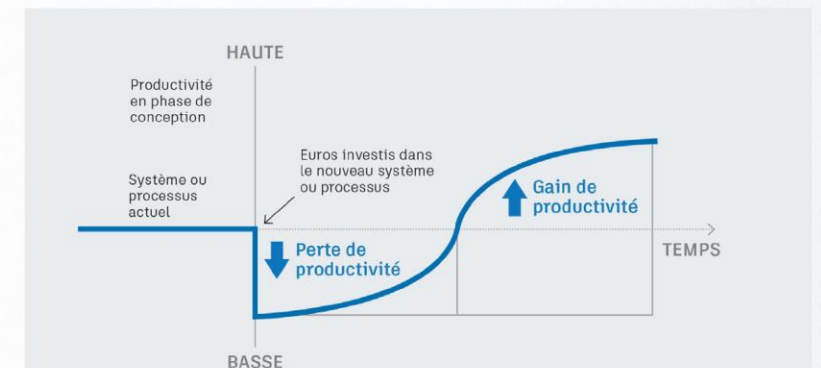 HAUTE
Productivité
en phase de
conception
Euros investis dans
le nouveau système
ou processus
Système ou
processus
actuel
Gain de
productivité
Perte de
productivité
TEMPS
BASSE